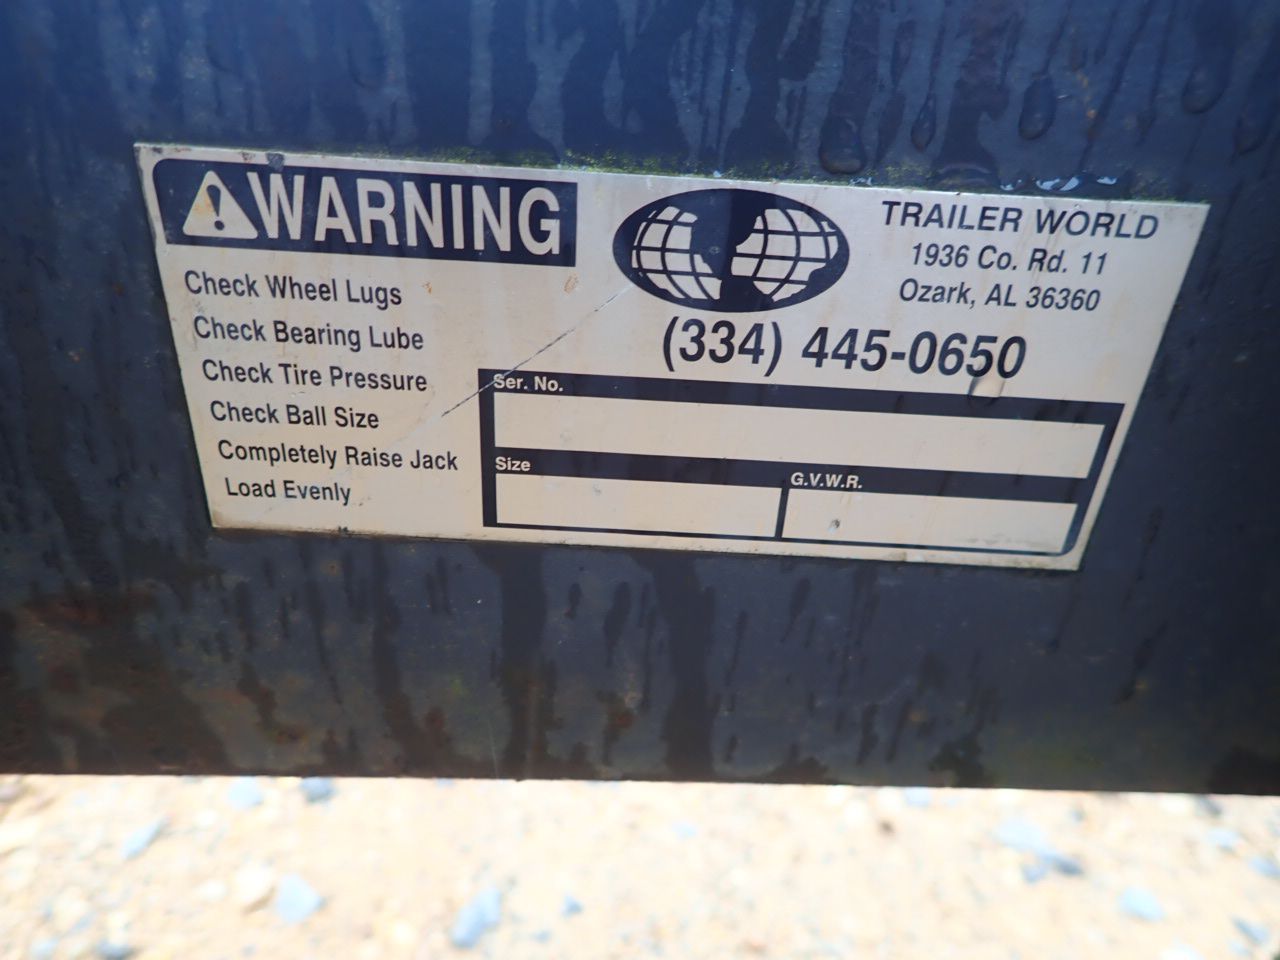 WARNING
Check Wheel Lugs
Check Bearing Lube
Check Tire Pressure
Check Ball Size
Completely Raise Jack
Load Evenly
TRAILER WORLD
1936 Co. Rd. 11
Ozark, AL 36360
(334) 445-0650
Ser. No.
Size
G.V.W.R.